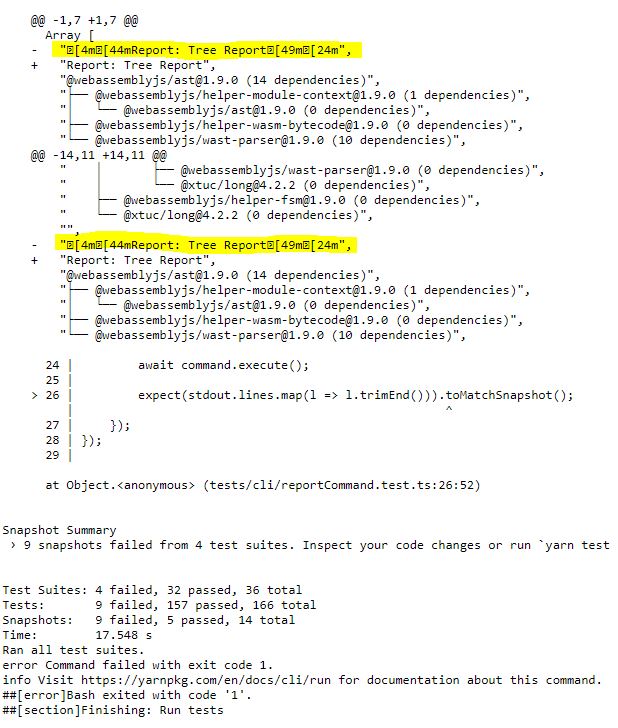 @@ -1,7 +1,7 @@
Array [
- "�[4m�[44mReport: Tree Report�[49m�[24m",
+ "Report: Tree Report",
"@webassemblyjs/ast@1.9.0 (14 dependencies)",
"├── @webassemblyjs/helper-module-context@1.9.0 (1 dependencies)",
"│   └── @webassemblyjs/ast@1.9.0 (0 dependencies)",
"├── @webassemblyjs/helper-wasm-bytecode@1.9.0 (0 dependencies)",
"└── @webassemblyjs/wast-parser@1.9.0 (10 dependencies)",
@@ -14,11 +14,11 @@
"    │       ├── @webassemblyjs/wast-parser@1.9.0 (0 dependencies)",
"    │       └── @xtuc/long@4.2.2 (0 dependencies)",
"    ├── @webassemblyjs/helper-fsm@1.9.0 (0 dependencies)",
"    └── @xtuc/long@4.2.2 (0 dependencies)",
"",
- "�[4m�[44mReport: Tree Report�[49m�[24m",
+ "Report: Tree Report",
"@webassemblyjs/ast@1.9.0 (14 dependencies)",
"├── @webassemblyjs/helper-module-context@1.9.0 (1 dependencies)",
"│   └── @webassemblyjs/ast@1.9.0 (0 dependencies)",
"├── @webassemblyjs/helper-wasm-bytecode@1.9.0 (0 dependencies)",
"└── @webassemblyjs/wast-parser@1.9.0 (10 dependencies)",
24 | await command.execute();
25 |
> 26 | expect(stdout.lines.map(l => l.trimEnd())).toMatchSnapshot();
| ^
27 | });
28 | });
29 |
at Object.<anonymous> (tests/cli/reportCommand.test.ts:26:52)
Snapshot Summary
› 9 snapshots failed from 4 test suites. Inspect your code changes or run `yarn test
Test Suites: 4 failed, 32 passed, 36 total
Tests: 9 failed, 157 passed, 166 total
Snapshots: 9 failed, 5 passed, 14 total
Time: 17.548 s
Ran all test suites.
error Command failed with exit code 1.
info Visit https://yarnpkg.com/en/docs/cli/run for documentation about this command.
##[error]Bash exited with code '1'.
##[section]Finishing: Run tests